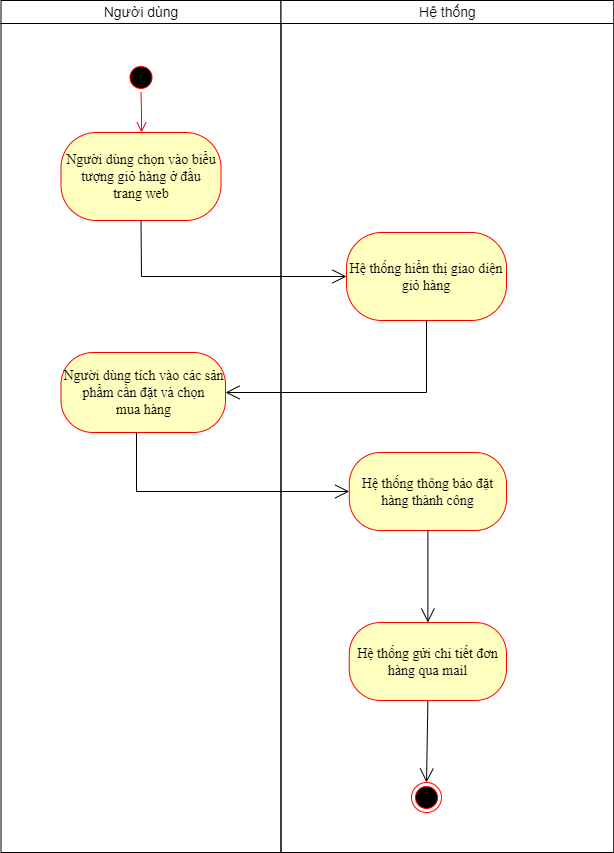 Người dùng
Hệ thống
Người dùng chọn vào biểu
tượng giỏ hàng ở đầu
trang web
Hệ thống hiển thị giao diện
giỏ hàng
Người dùng tích vào các sản
phẩm cần đặt và chọn
mua hàng
Hệ thống thông báo đặt
hàng thành công
Hệ thống gửi chi tiết đơn
hàng qua mail